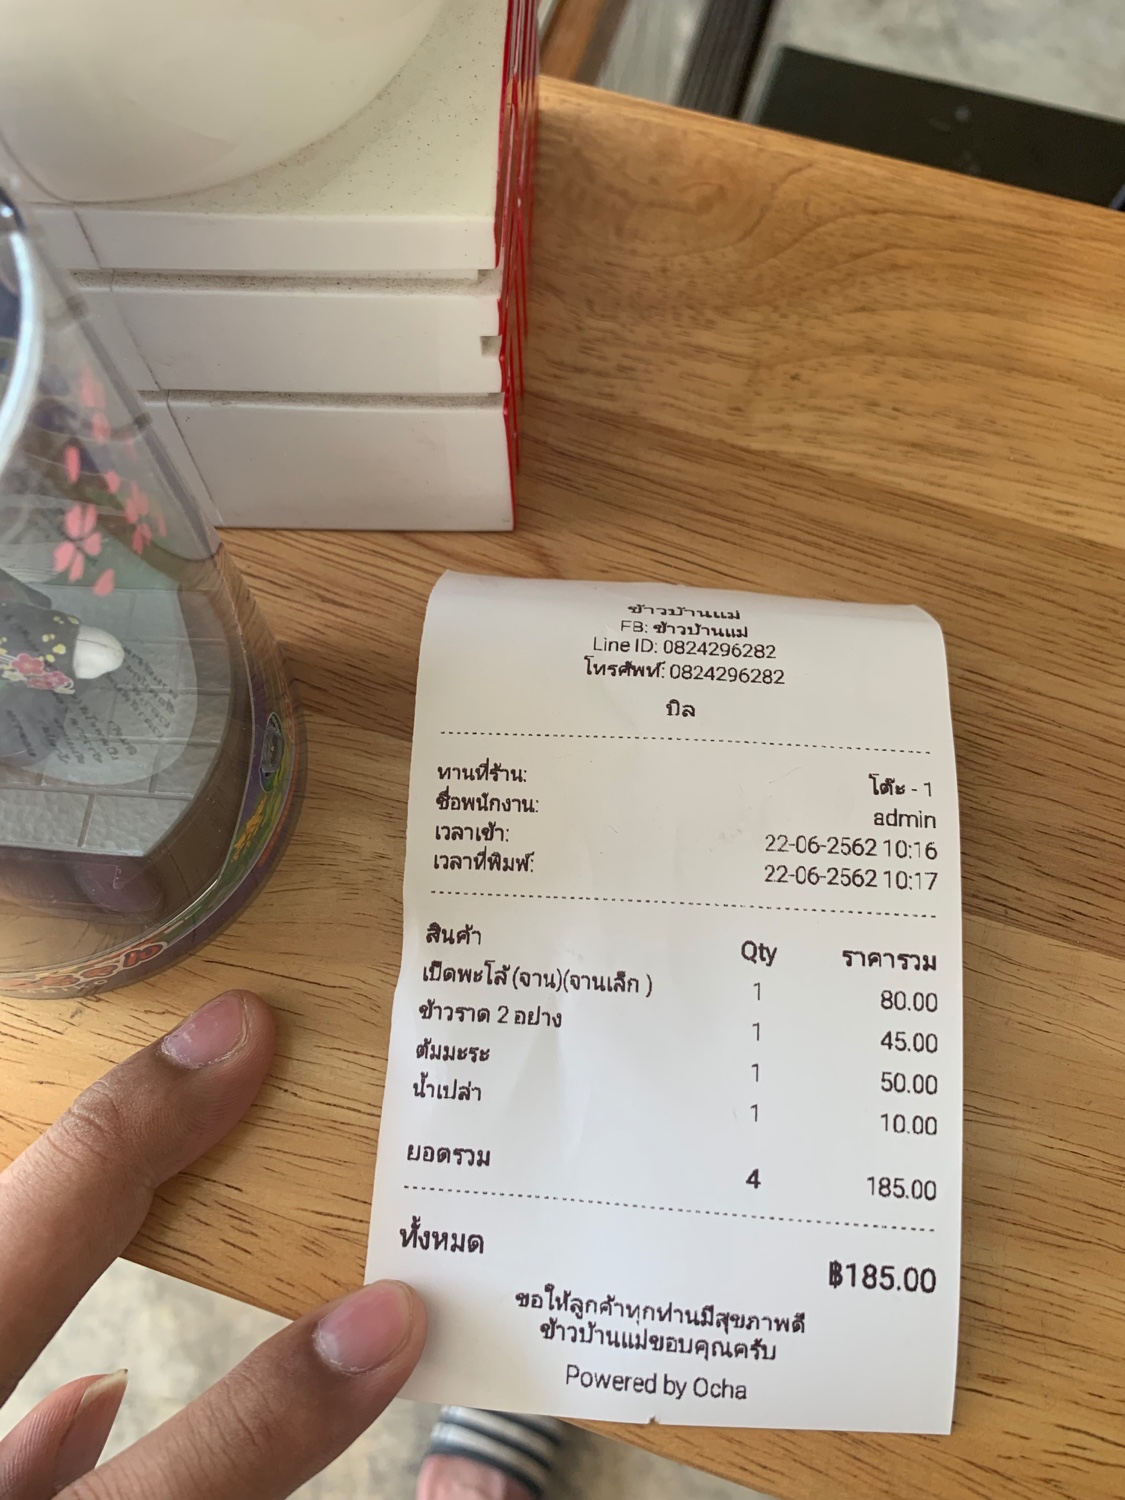 ข้าวบ้านแม่
FB: ข้าวบ้านแม่
Line ID: 0824296282
โทรศัพท์: 0824296282
บิล
ทานที่ร้าน: โต๊ะ - 1
ชื่อพนักงาน: admin
เวลาเข้า: 22-06-2562 10:16
เวลาที่พิมพ์: 22-06-2562 10:17
สินค้า Qty ราคารวม
เป็ดพะโล้ (จาน)(จานเล็ก ) 1 80.00
ข้าวราด 2 อย่าง 1 45.00
ต้มมะระ 1 50.00
น้ำเปล่า 1 10.00
ยอดรวม 4 185.00
ทั้งหมด ฿185.00
ขอให้ลูกค้าทุกท่านมีสุขภาพดี
ข้าวบ้านแม่ขอบคุณครับ
Powered by Ocha